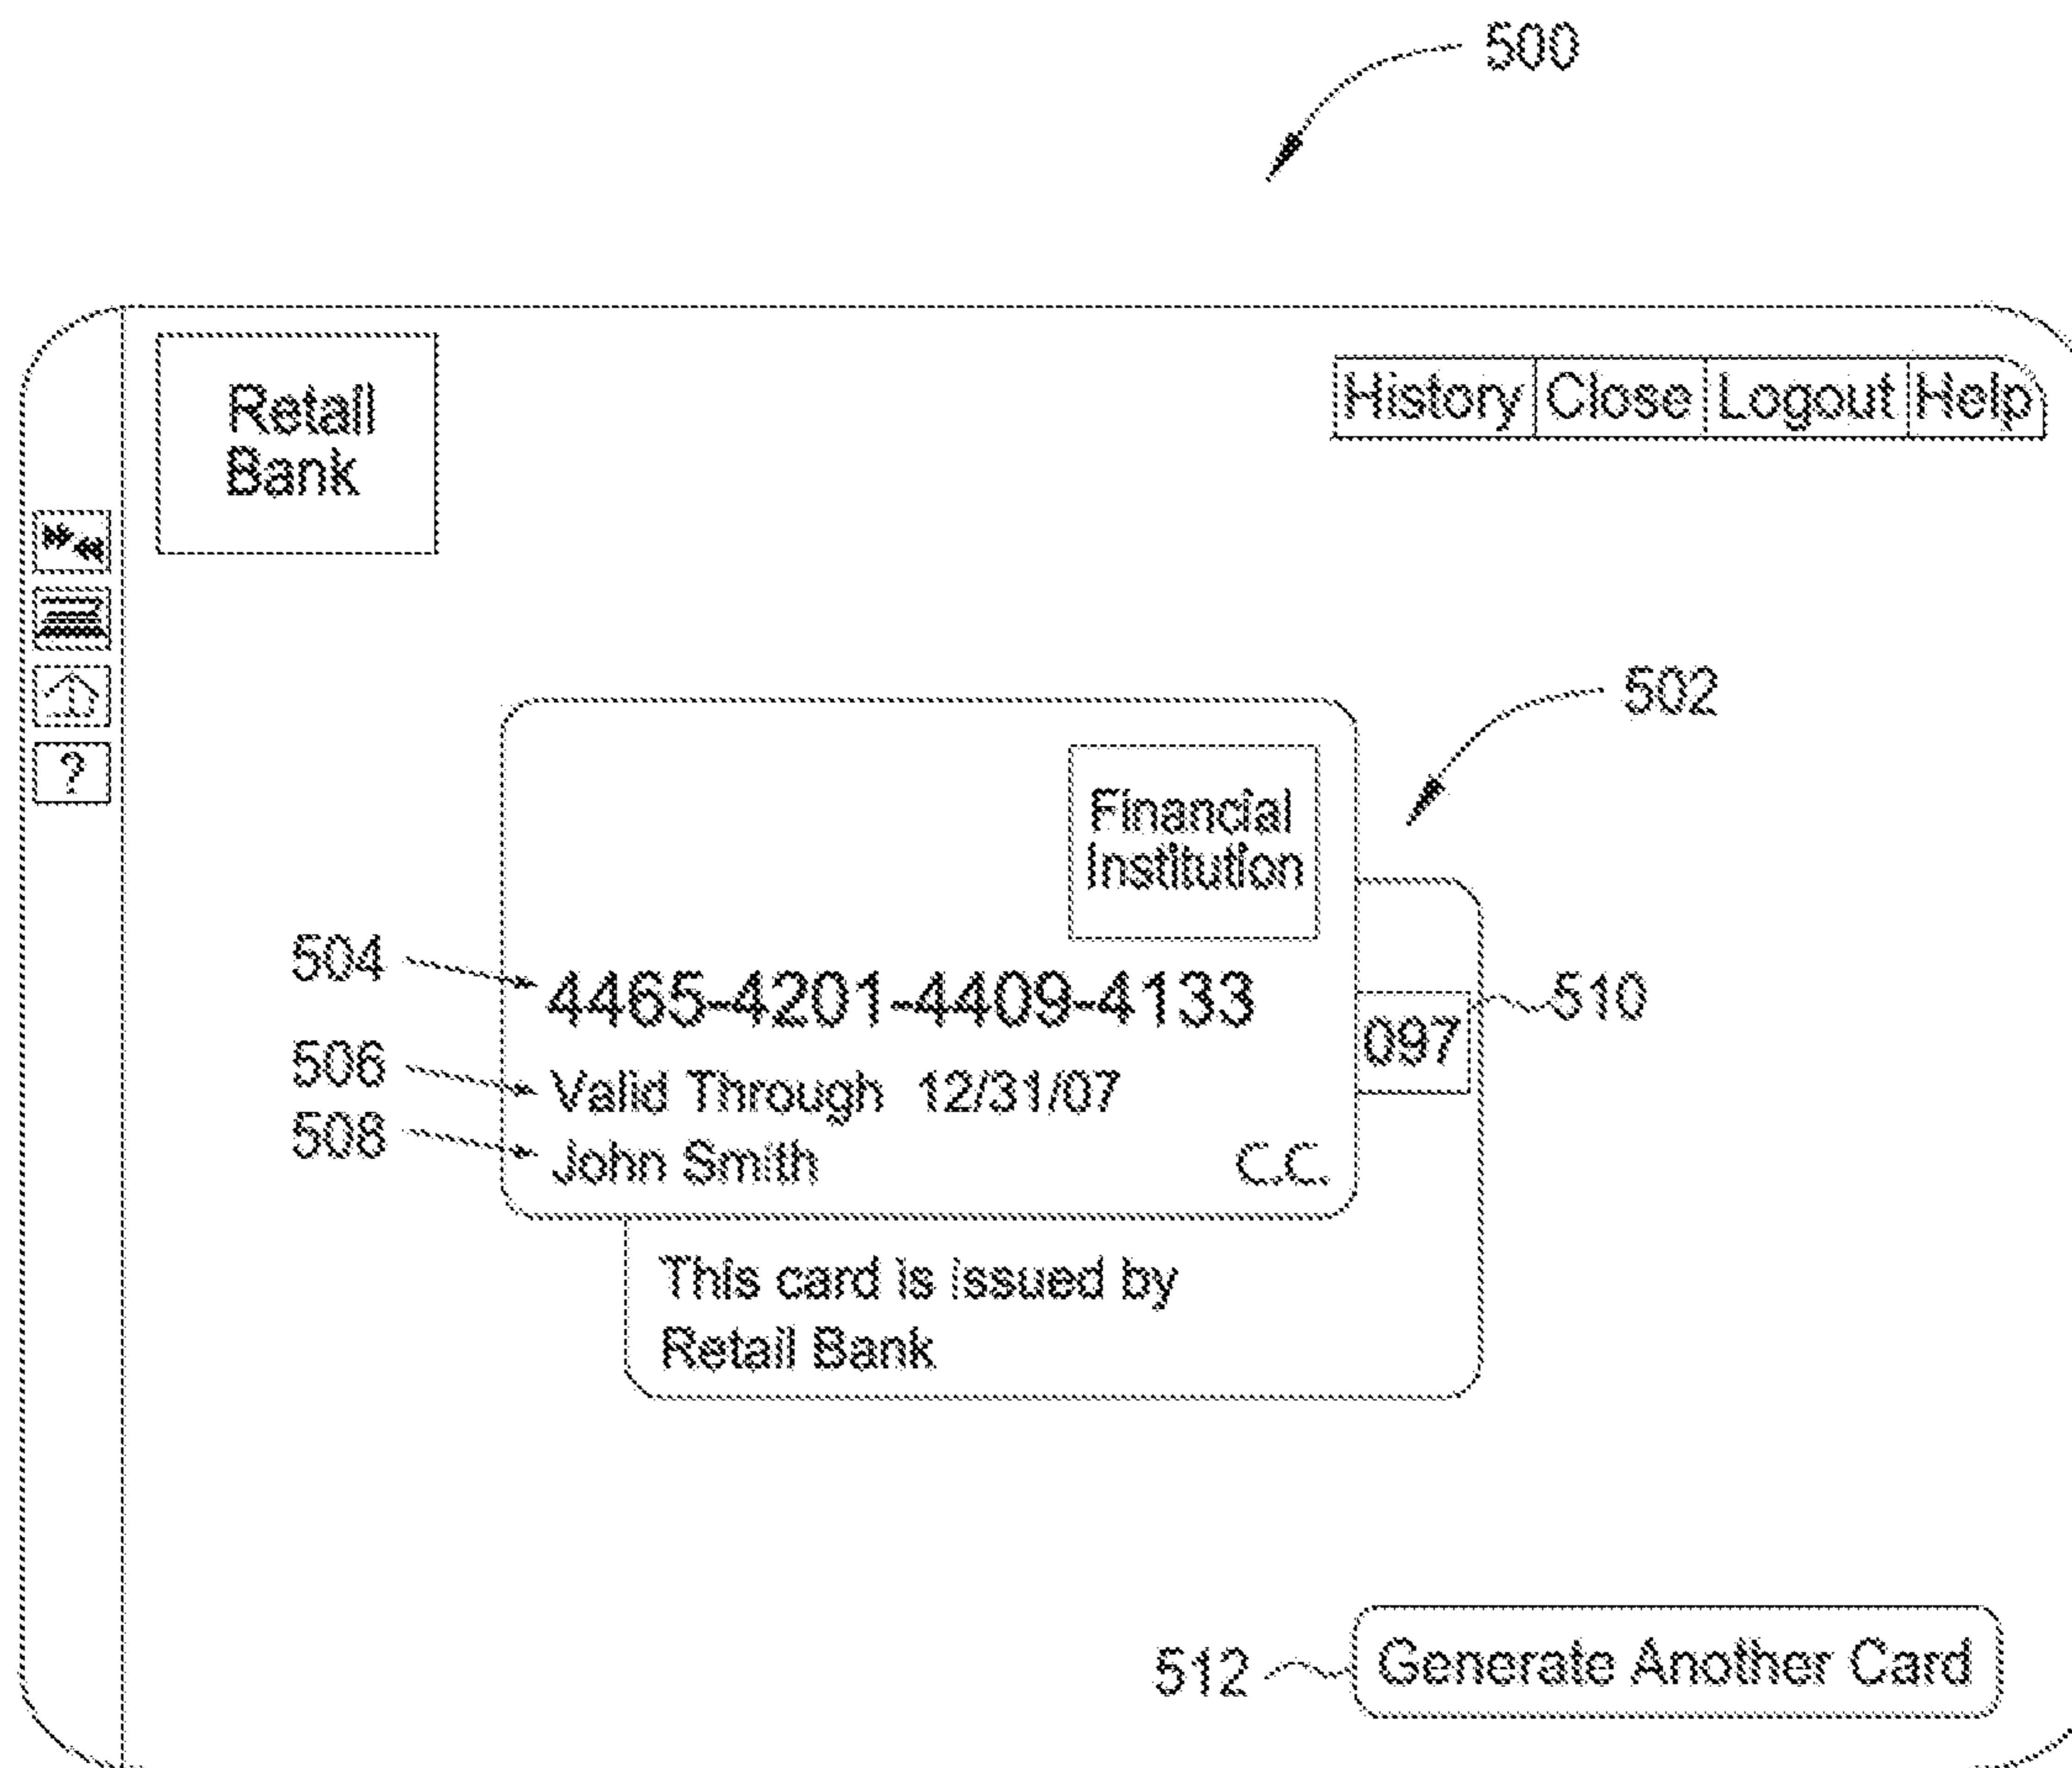 500
Retail
Bank
History Close Logout Help
?
502
Financial
Institution
504
4465-4201-4409-4133
510
097
506
Valid Through 12/31/07
508
John Smith
C.C.
This card is issued by
Retail Bank
512
Generate Another Card